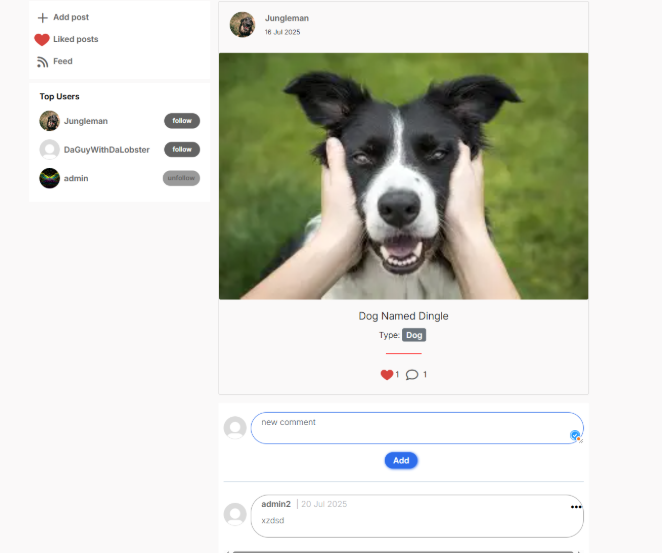 Add post
Liked posts
Feed
Top Users
Jungleman follow
DaGuyWithDaLobster follow
admin unfollow
Jungleman
16 Jul 2025
Dog Named Dingle
Type: Dog
1 1
new comment
Add
admin2 | 20 Jul 2025
xzdsd